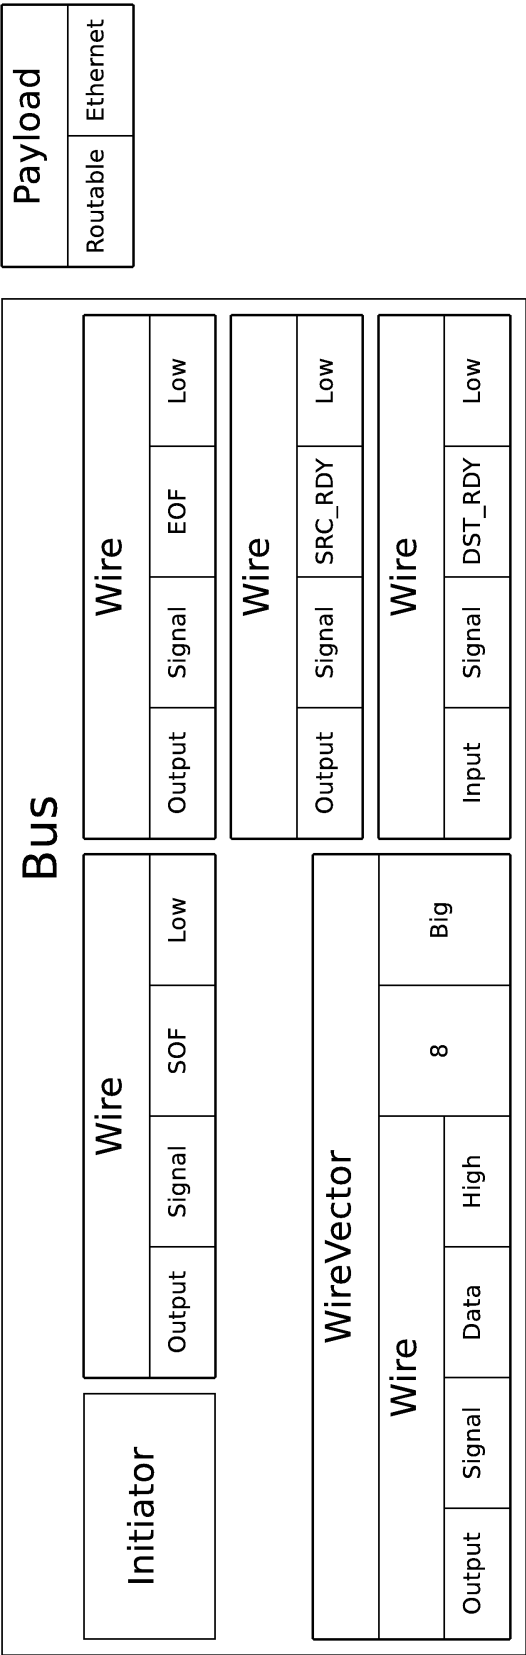 Bus
Initiator
Wire
Output Signal SOF Low
Wire
Output Signal EOF Low
Wire
Output Signal SRC_RDY Low
WireVector
Wire
8
Big
Output Signal Data High
Wire
Input Signal DST_RDY Low
Payload
Routable Ethernet